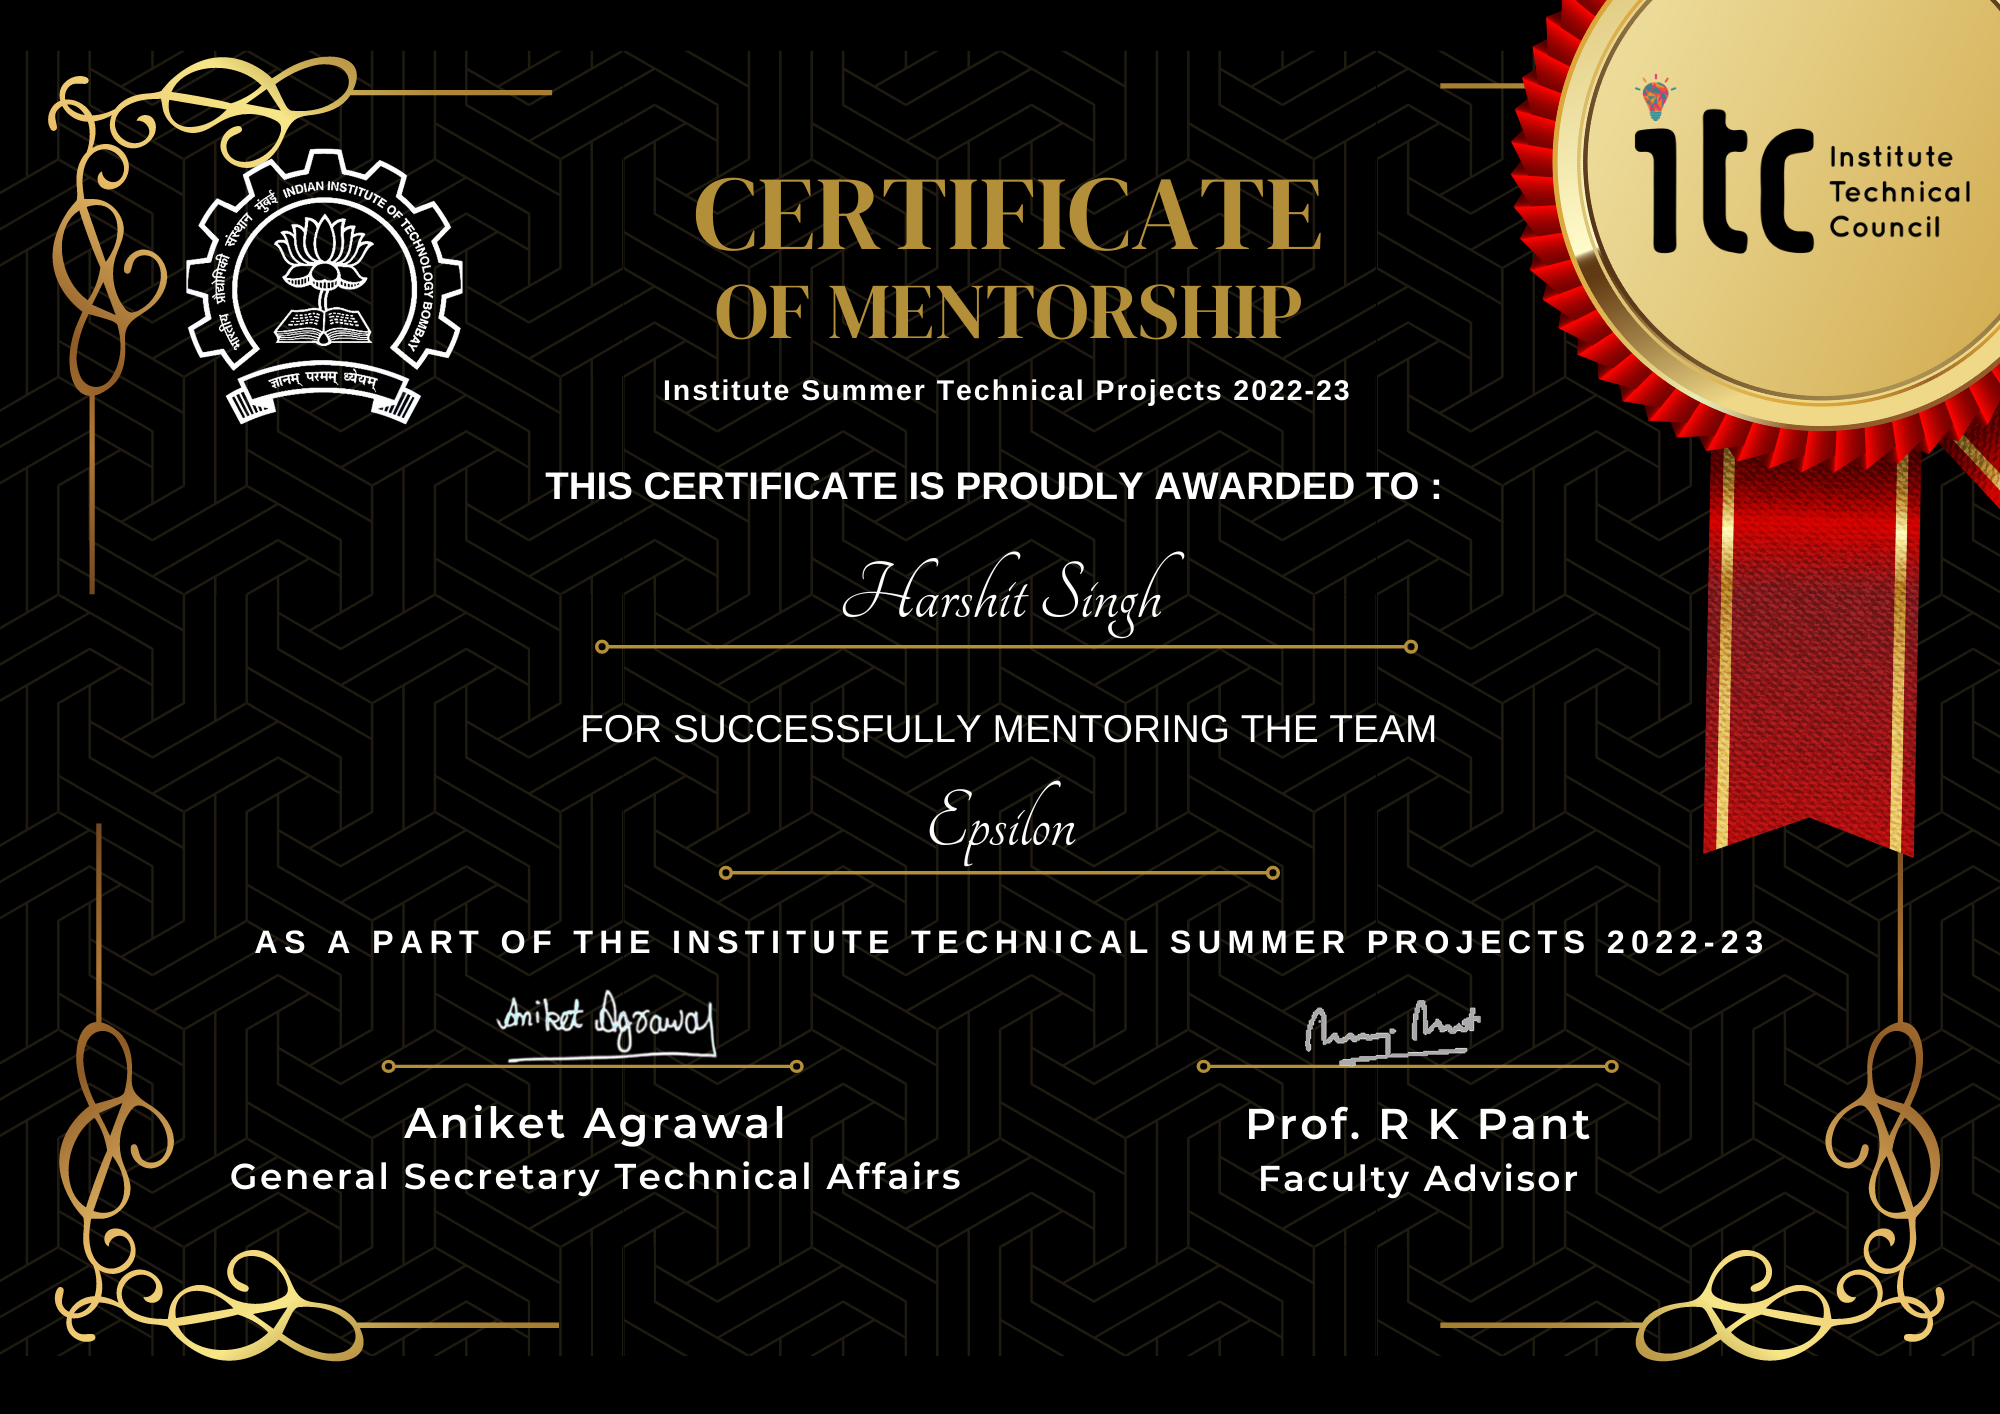 भारतीय प्रौद्योगिकी संस्थान मुंबई INDIAN INSTITUTE OF TECHNOLOGY BOMBAY
ज्ञानम् परमम् ध्येयम्
itc
Institute
Technical
Council
CERTIFICATE
OF MENTORSHIP
Institute Summer Technical Projects 2022-23
THIS CERTIFICATE IS PROUDLY AWARDED TO :
Harshit Singh
FOR SUCCESSFULLY MENTORING THE TEAM
Epsilon
AS A PART OF THE INSTITUTE TECHNICAL SUMMER PROJECTS 2022-23
Aniket Agrawal
Aniket Agrawal
General Secretary Technical Affairs
Prof. R K Pant
Faculty Advisor